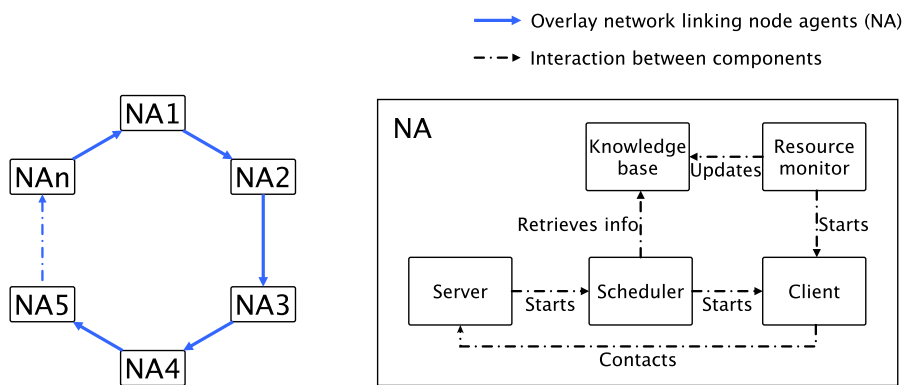 Overlay network linking node agents (NA)
Interaction between components
NA1
NA2
NA3
NA4
NA5
NAn
NA
Knowledge
base
Resource
monitor
Updates
Retrieves info
Starts
Server
Starts
Scheduler
Starts
Client
Contacts